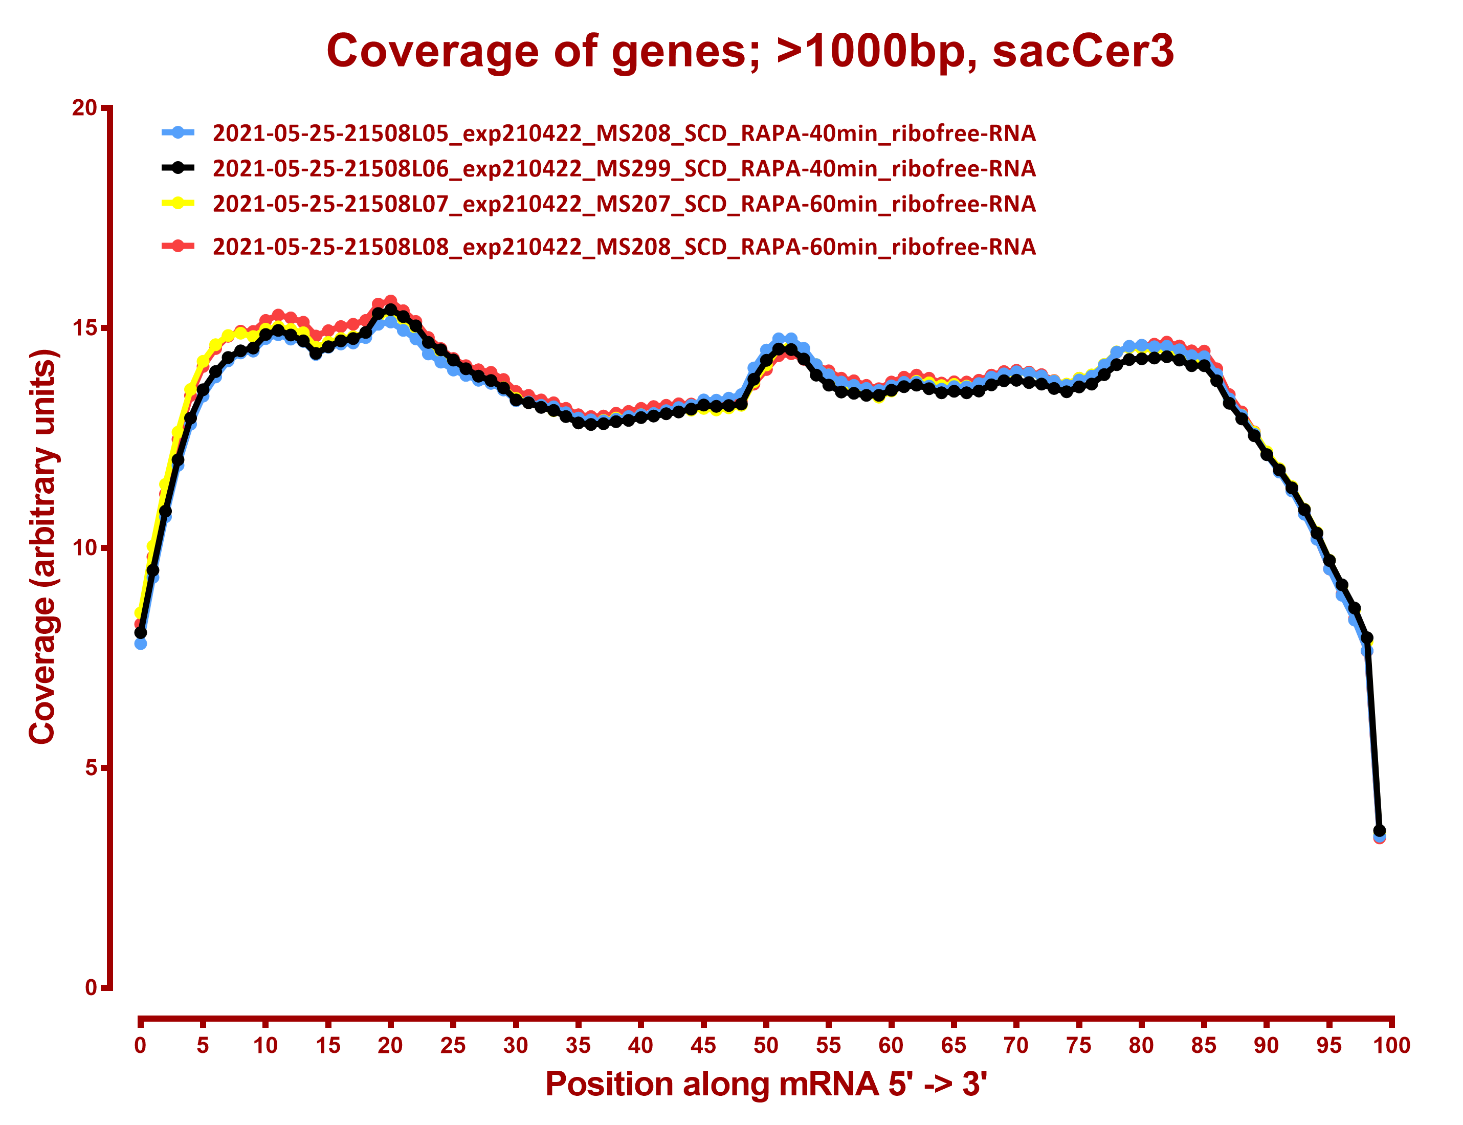 Coverage of genes; >1000bp, sacCer3
20
2021-05-25-21508L05_exp210422_MS208_SCD_RAPA-40min_ribofree-RNA
2021-05-25-21508L06_exp210422_MS299_SCD_RAPA-40min_ribofree-RNA
2021-05-25-21508L07_exp210422_MS207_SCD_RAPA-60min_ribofree-RNA
2021-05-25-21508L08_exp210422_MS208_SCD_RAPA-60min_ribofree-RNA
15
10
5
0
Coverage (arbitrary units)
0 5 10 15 20 25 30 35 40 45 50 55 60 65 70 75 80 85 90 95 100
Position along mRNA 5' -> 3'